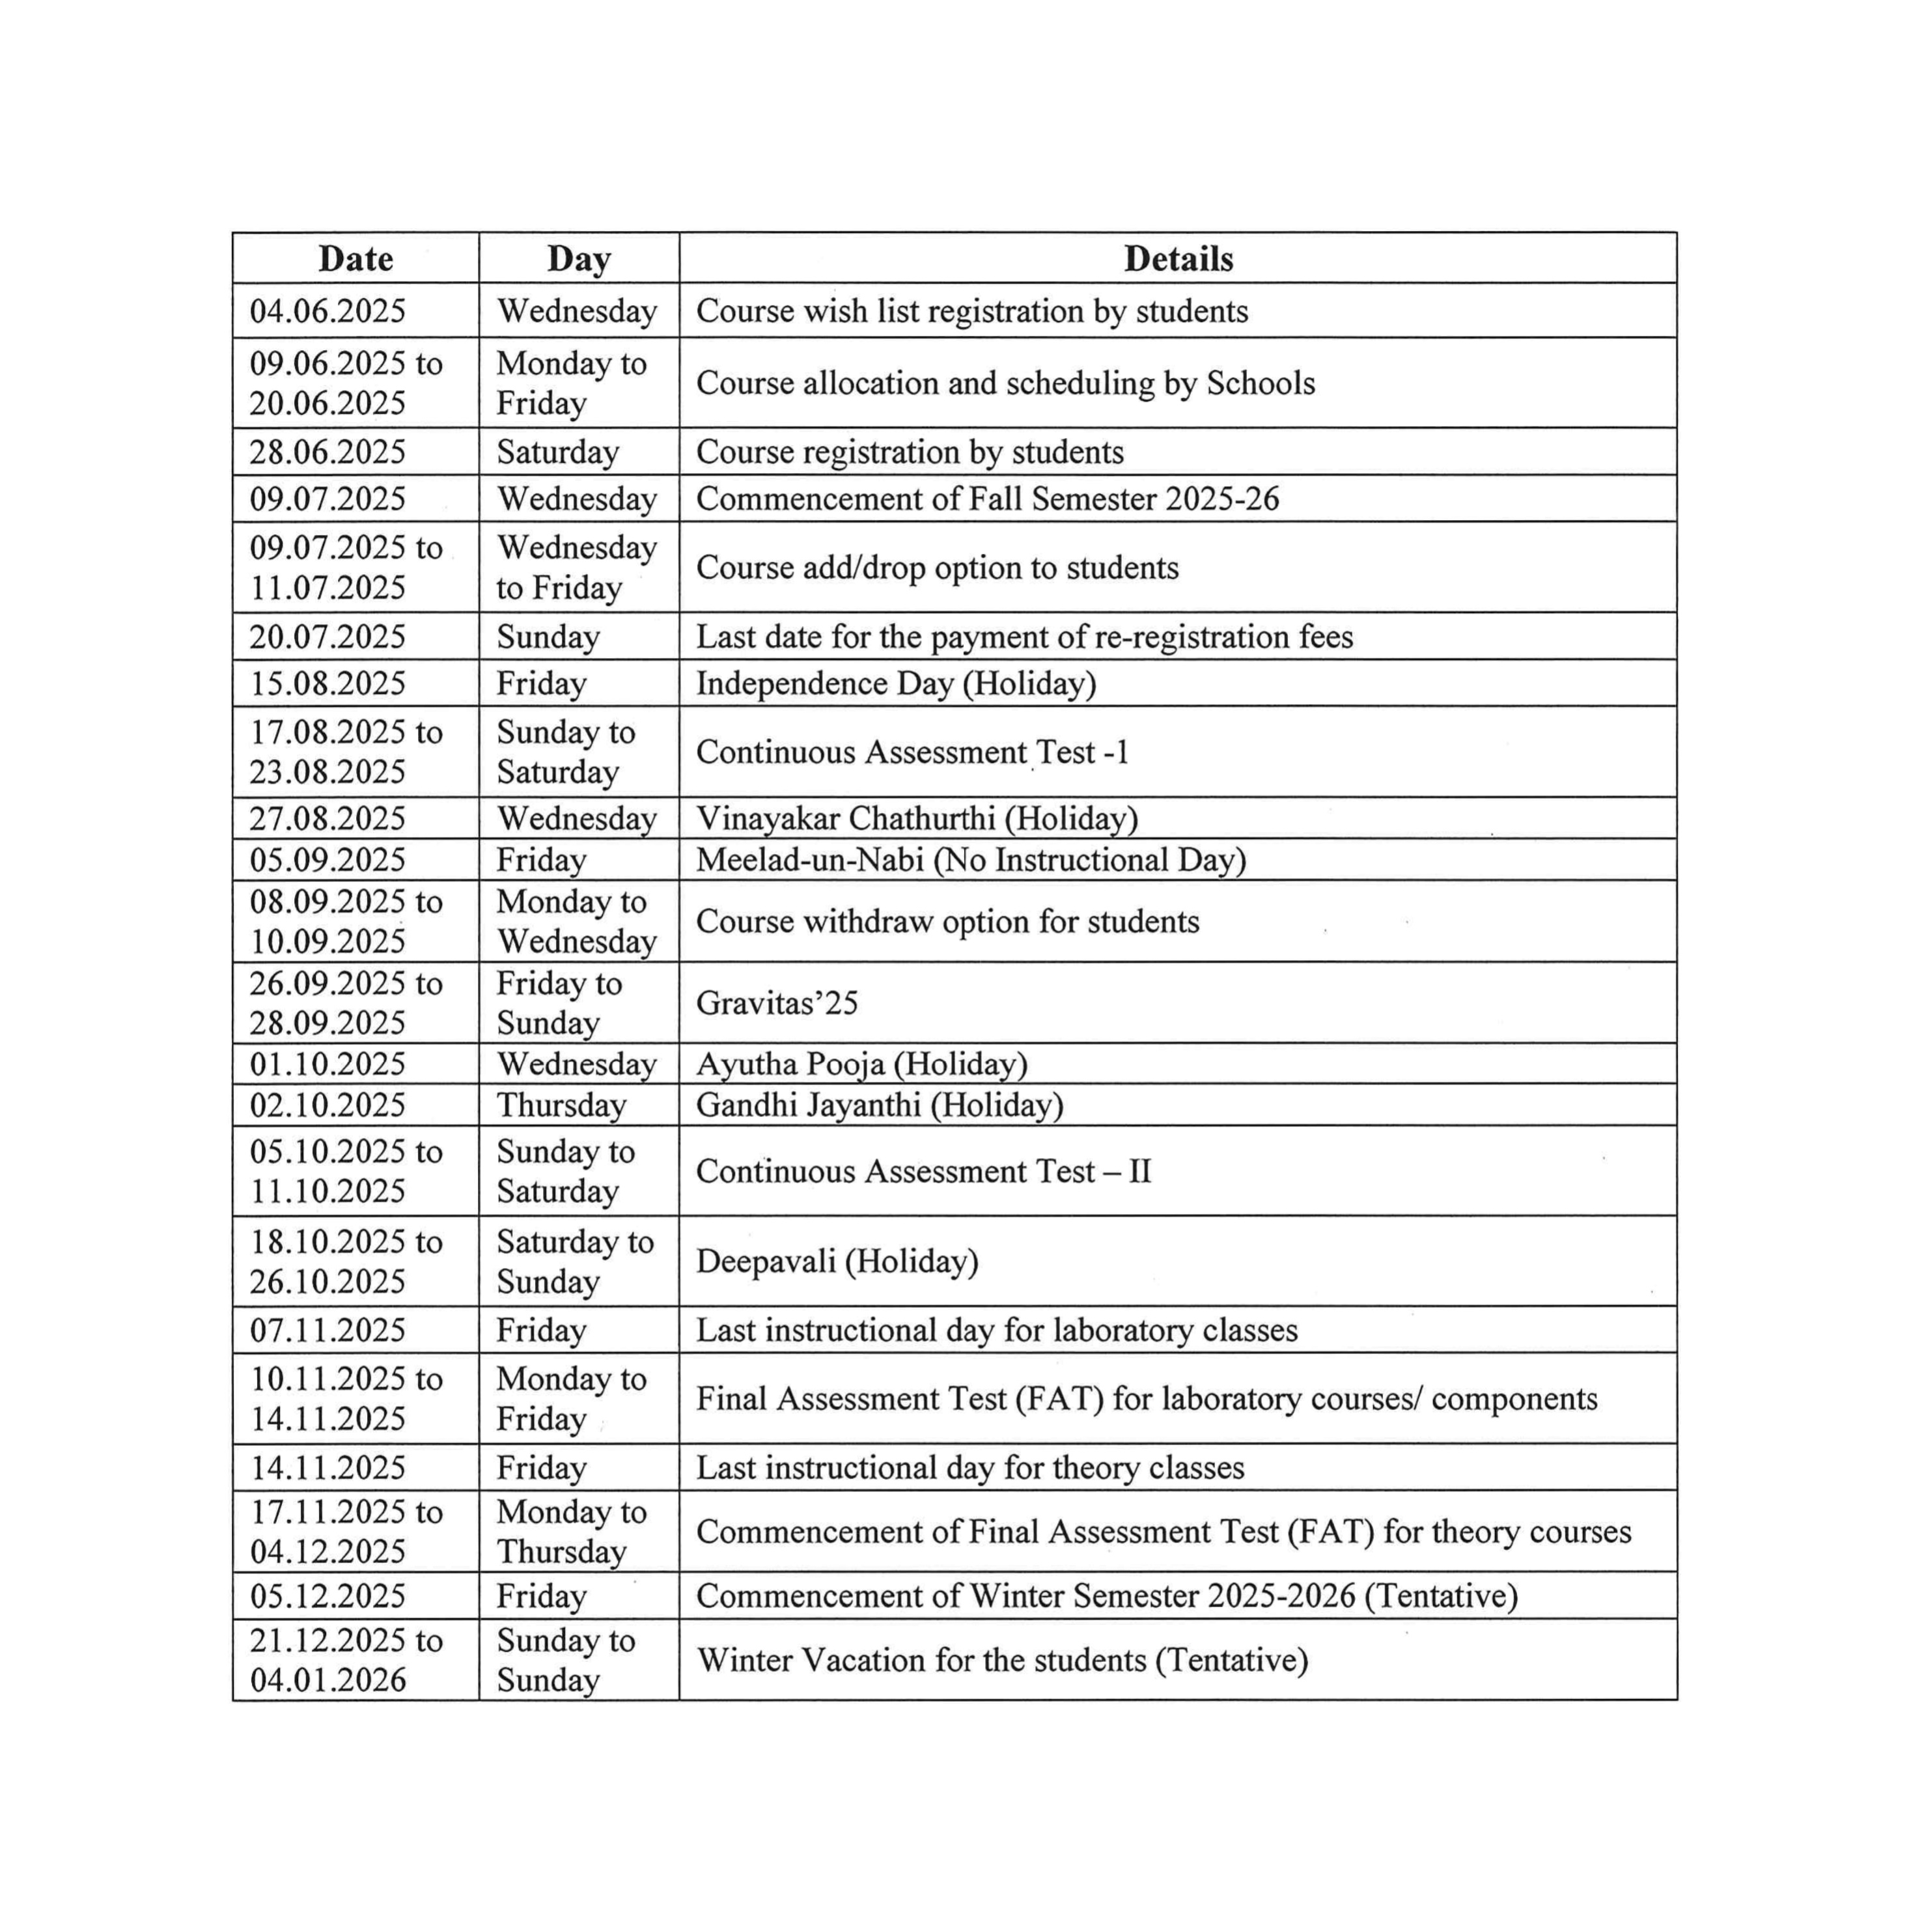 Date Day Details
04.06.2025 Wednesday Course wish list registration by students
09.06.2025 to Monday to
Course allocation and scheduling by Schools
20.06.2025 Friday
28.06.2025 Saturday Course registration by students
09.07.2025 Wednesday Commencement of Fall Semester 2025-26
09.07.2025 to Wednesday
Course add/drop option to students
11.07.2025 to Friday
20.07.2025 Sunday Last date for the payment of re-registration fees
15.08.2025 Friday Independence Day (Holiday)
17.08.2025 to Sunday to
Continuous Assessment Test -1
23.08.2025 Saturday
27.08.2025 Wednesday Vinayakar Chathurthi (Holiday)
05.09.2025 Friday Meelad-un-Nabi (No Instructional Day)
08.09.2025 to Monday to
Course withdraw option for students
10.09.2025 Wednesday
26.09.2025 to Friday to
Gravitas’25
28.09.2025 Sunday
01.10.2025 Wednesday Ayutha Pooja (Holiday)
02.10.2025 Thursday Gandhi Jayanthi (Holiday)
05.10.2025 to Sunday to
Continuous Assessment Test – II
11.10.2025 Saturday
18.10.2025 to Saturday to
Deepavali (Holiday)
26.10.2025 Sunday
07.11.2025 Friday Last instructional day for laboratory classes
10.11.2025 to Monday to
Final Assessment Test (FAT) for laboratory courses/ components
14.11.2025 Friday
14.11.2025 Friday Last instructional day for theory classes
17.11.2025 to Monday to
Commencement of Final Assessment Test (FAT) for theory courses
04.12.2025 Thursday
05.12.2025 Friday Commencement of Winter Semester 2025-2026 (Tentative)
21.12.2025 to Sunday to
Winter Vacation for the students (Tentative)
04.01.2026 Sunday